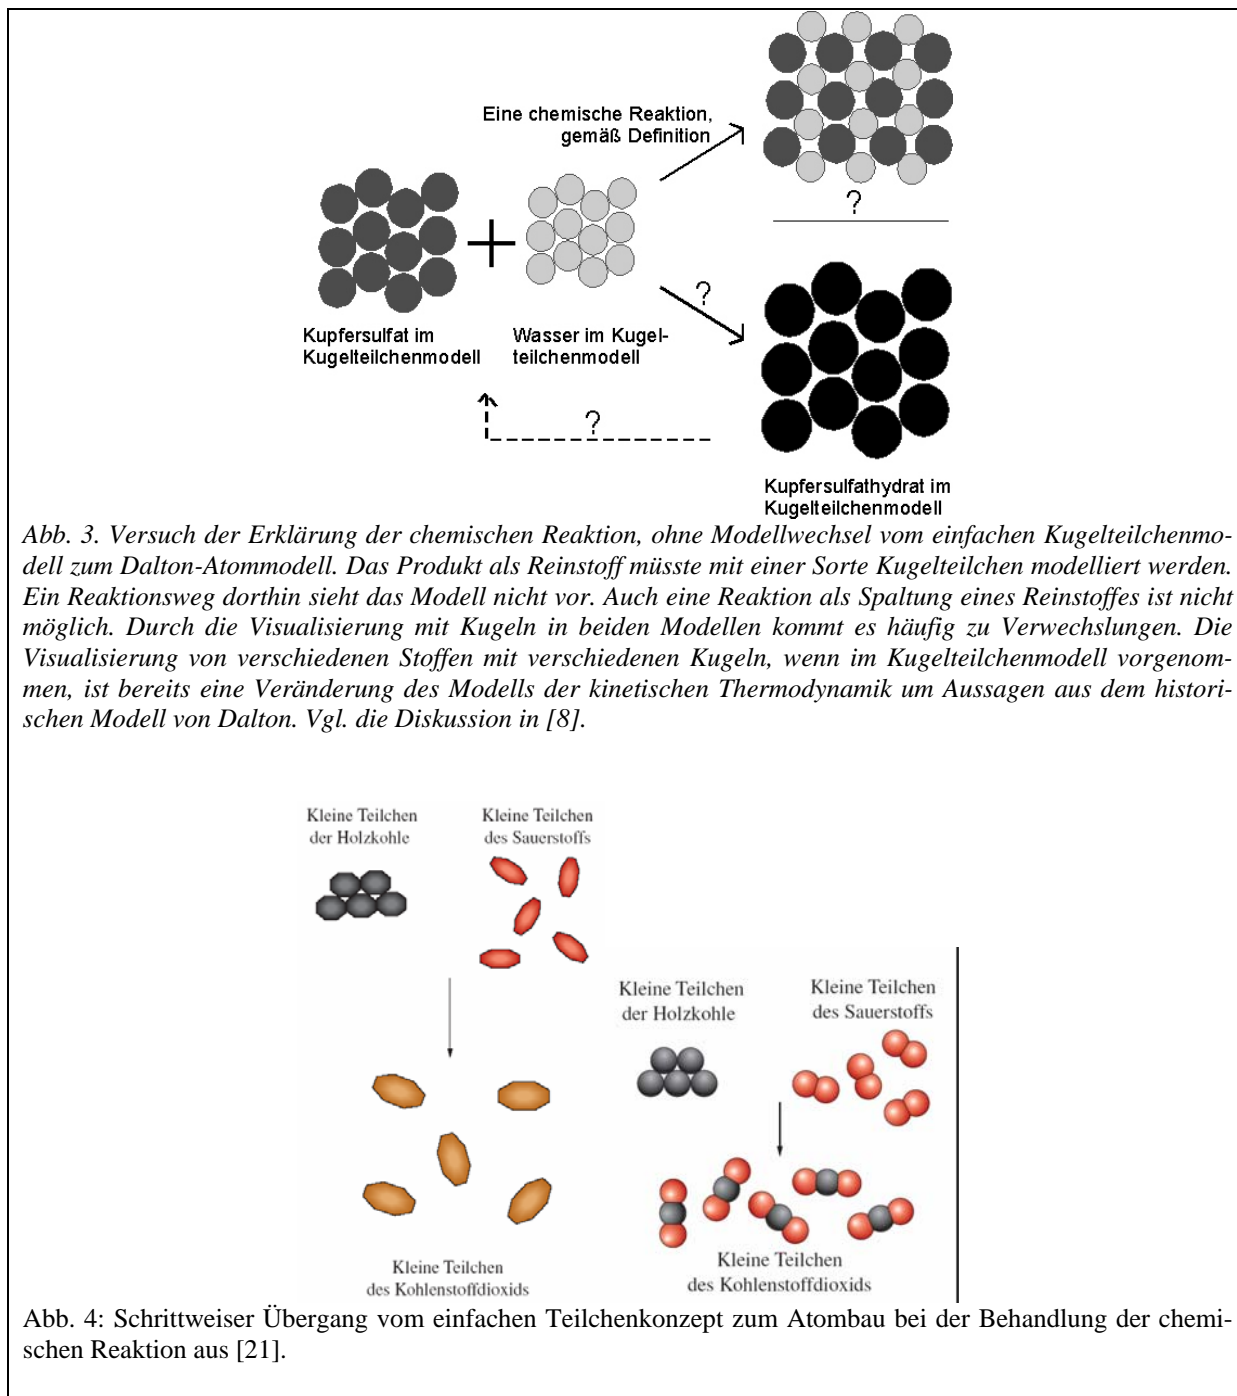 Eine chemische Reaktion,
gemäß Definition
?
?
Kupfersulfat im
Kugelteilchenmodell
Wasser im Kugel-
teilchenmodell
?
Kupfersulfathydrat im
Kugelteilchenmodell
Abb. 3. Versuch der Erklärung der chemischen Reaktion, ohne Modellwechsel vom einfachen Kugelteilchenmo-
dell zum Dalton-Atommodell. Das Produkt als Reinstoff müsste mit einer Sorte Kugelteilchen modelliert werden.
Ein Reaktionsweg dorthin sieht das Modell nicht vor. Auch eine Reaktion als Spaltung eines Reinstoffes ist nicht
möglich. Durch die Visualisierung mit Kugeln in beiden Modellen kommt es häufig zu Verwechslungen. Die
Visualisierung von verschiedenen Stoffen mit verschiedenen Kugeln, wenn im Kugelteilchenmodell vorgenom-
men, ist bereits eine Veränderung des Modells der kinetischen Thermodynamik um Aussagen aus dem histori-
schen Modell von Dalton. Vgl. die Diskussion in [8].
Kleine Teilchen
der Holzkohle
Kleine Teilchen
des Sauerstoffs
Kleine Teilchen
des Kohlenstoffdioxids
Kleine Teilchen
der Holzkohle
Kleine Teilchen
des Sauerstoffs
Kleine Teilchen
des Kohlenstoffdioxids
Abb. 4: Schrittweiser Übergang vom einfachen Teilchenkonzept zum Atombau bei der Behandlung der chemi-
schen Reaktion aus [21].